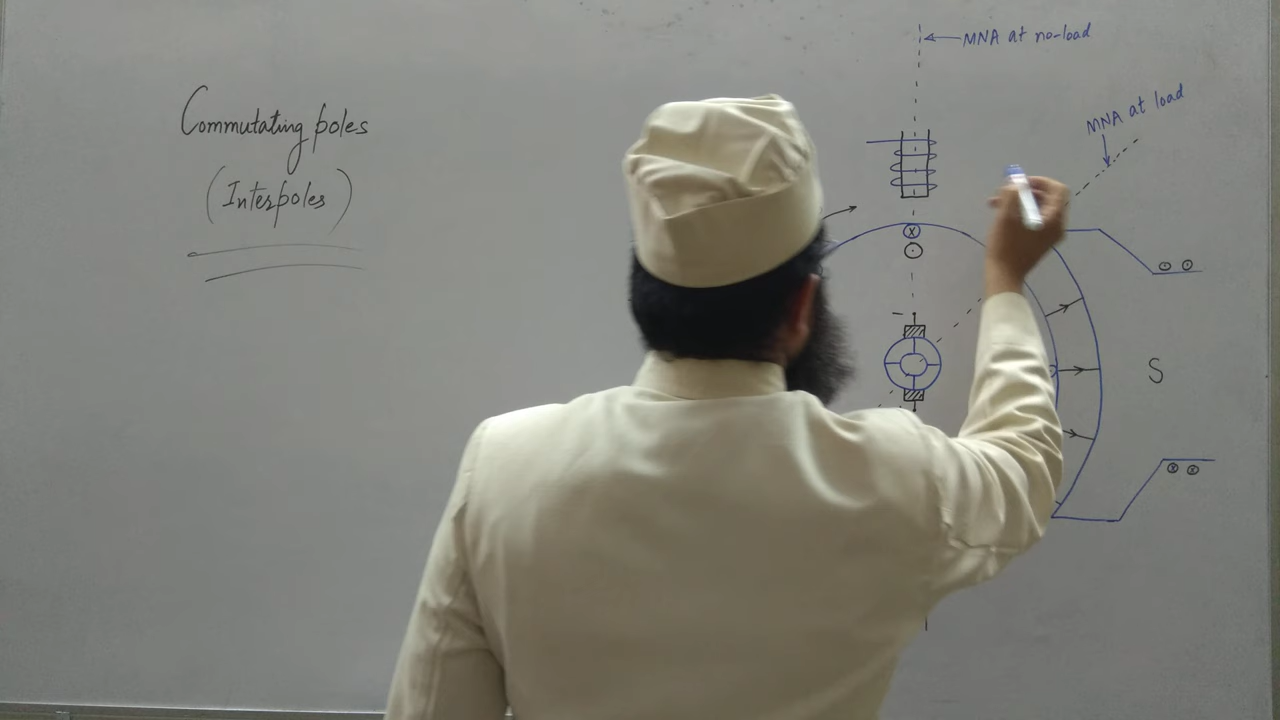 Commutating poles
(Interpoles)
MNA at no-load
MNA at load
x
S
x x